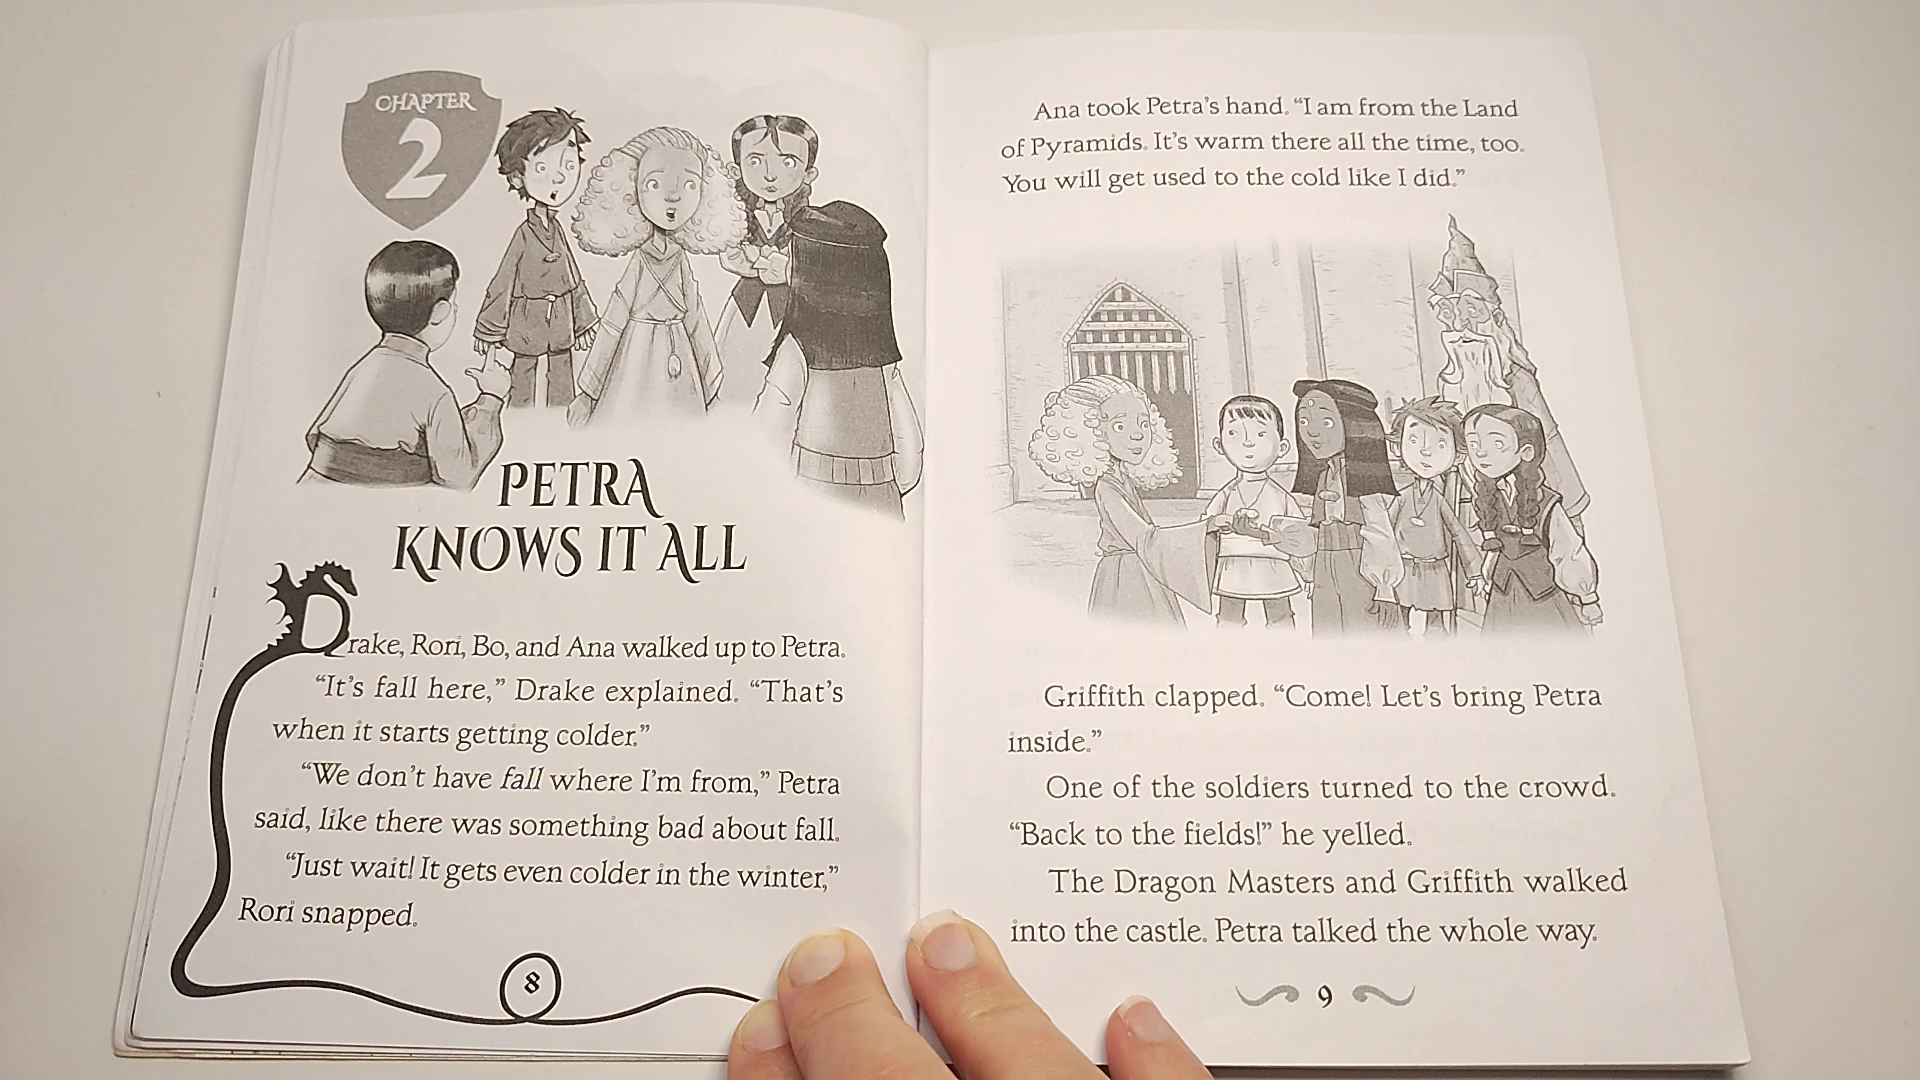 CHAPTER
2
PETRA
KNOWS IT ALL
Drake, Rori, Bo, and Ana walked up to Petra.
“It’s fall here,” Drake explained. “That’s
when it starts getting colder.”
“We don’t have fall where I’m from,” Petra
said, like there was something bad about fall.
“Just wait! It gets even colder in the winter,”
Rori snapped.
8
Ana took Petra’s hand. “I am from the Land
of Pyramids. It’s warm there all the time, too.
You will get used to the cold like I did.”
Griffith clapped. “Come! Let’s bring Petra
inside.”
One of the soldiers turned to the crowd.
“Back to the fields!” he yelled.
The Dragon Masters and Griffith walked
into the castle. Petra talked the whole way.
9